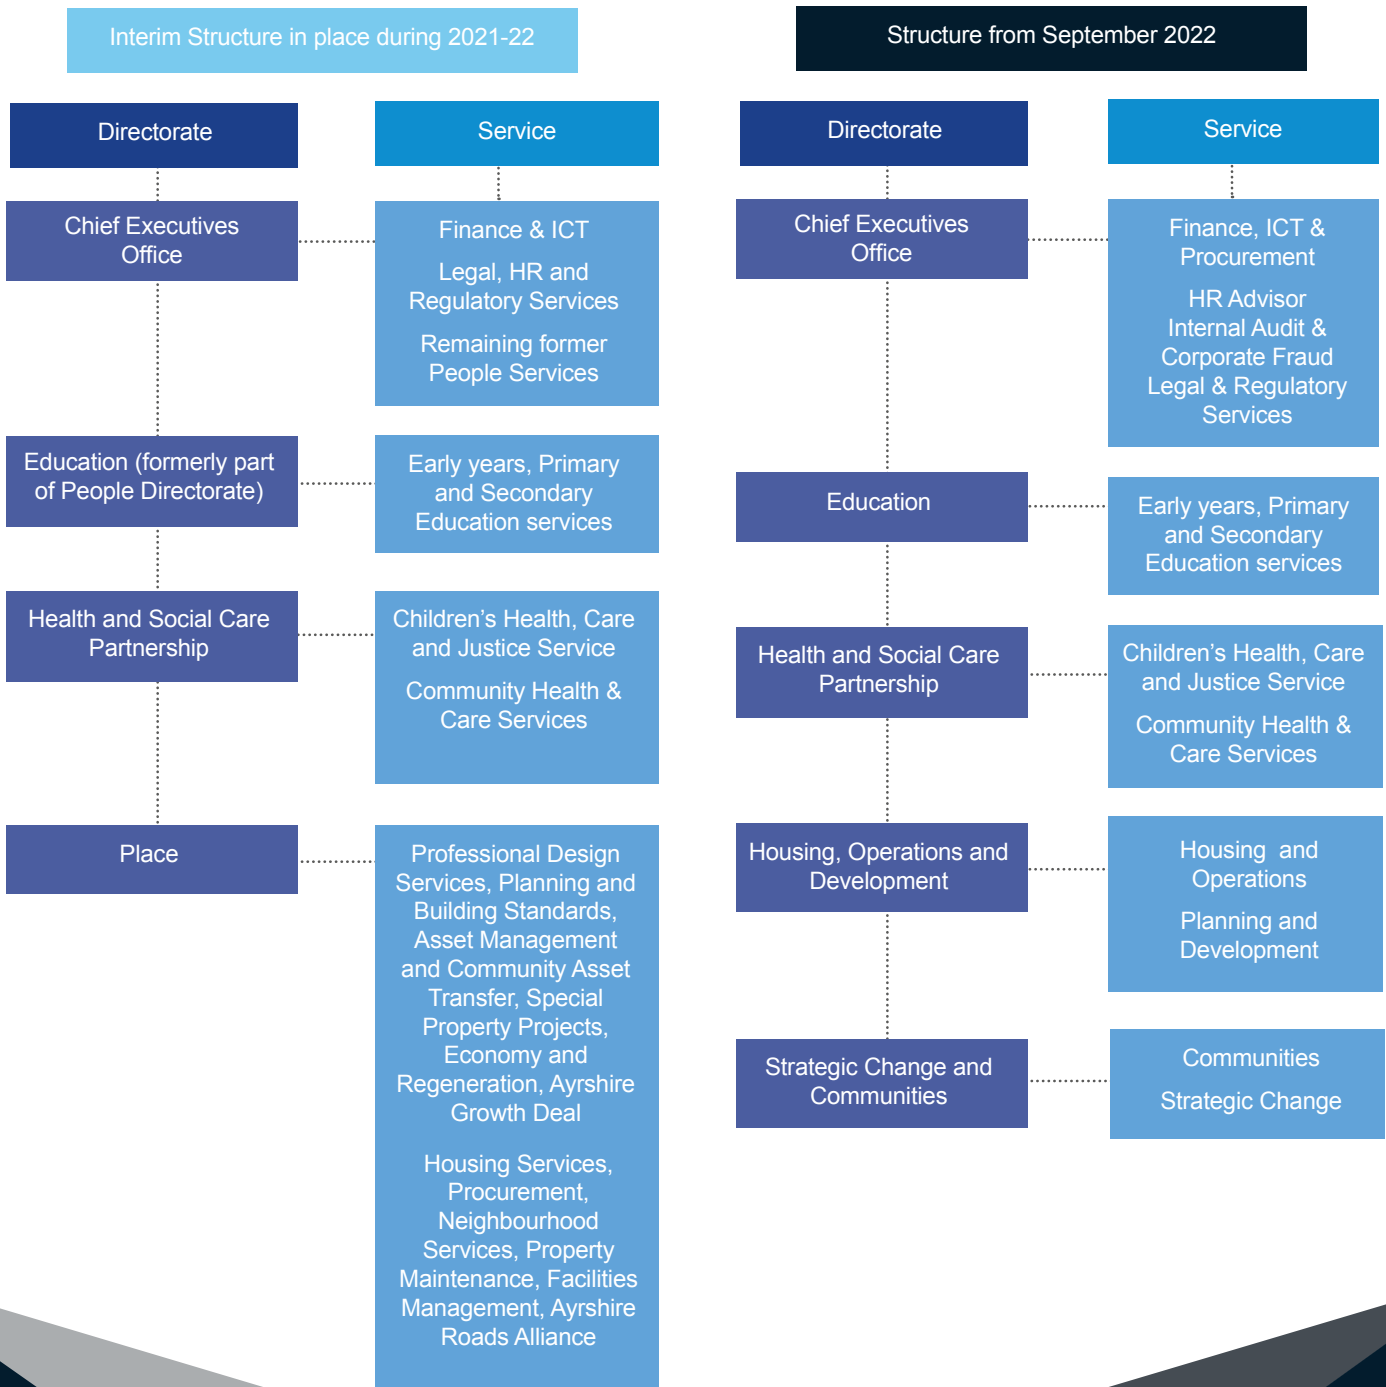 Interim Structure in place during 2021-22
Directorate
Service
Chief Executives
Office
Finance & ICT
Legal, HR and
Regulatory Services
Remaining former
People Services
Education (formerly part
of People Directorate)
Early years, Primary
and Secondary
Education services
Health and Social Care
Partnership
Children’s Health, Care
and Justice Service
Community Health &
Care Services
Place
Professional Design
Services, Planning and
Building Standards,
Asset Management
and Community Asset
Transfer, Special
Property Projects,
Economy and
Regeneration, Ayrshire
Growth Deal
Housing Services,
Procurement,
Neighbourhood
Services, Property
Maintenance, Facilities
Management, Ayrshire
Roads Alliance
Structure from September 2022
Directorate
Service
Chief Executives
Office
Finance, ICT &
Procurement
HR Advisor
Internal Audit &
Corporate Fraud
Legal & Regulatory
Services
Education
Early years, Primary
and Secondary
Education services
Health and Social Care
Partnership
Children’s Health, Care
and Justice Service
Community Health &
Care Services
Housing, Operations and
Development
Housing and
Operations
Planning and
Development
Strategic Change and
Communities
Communities
Strategic Change